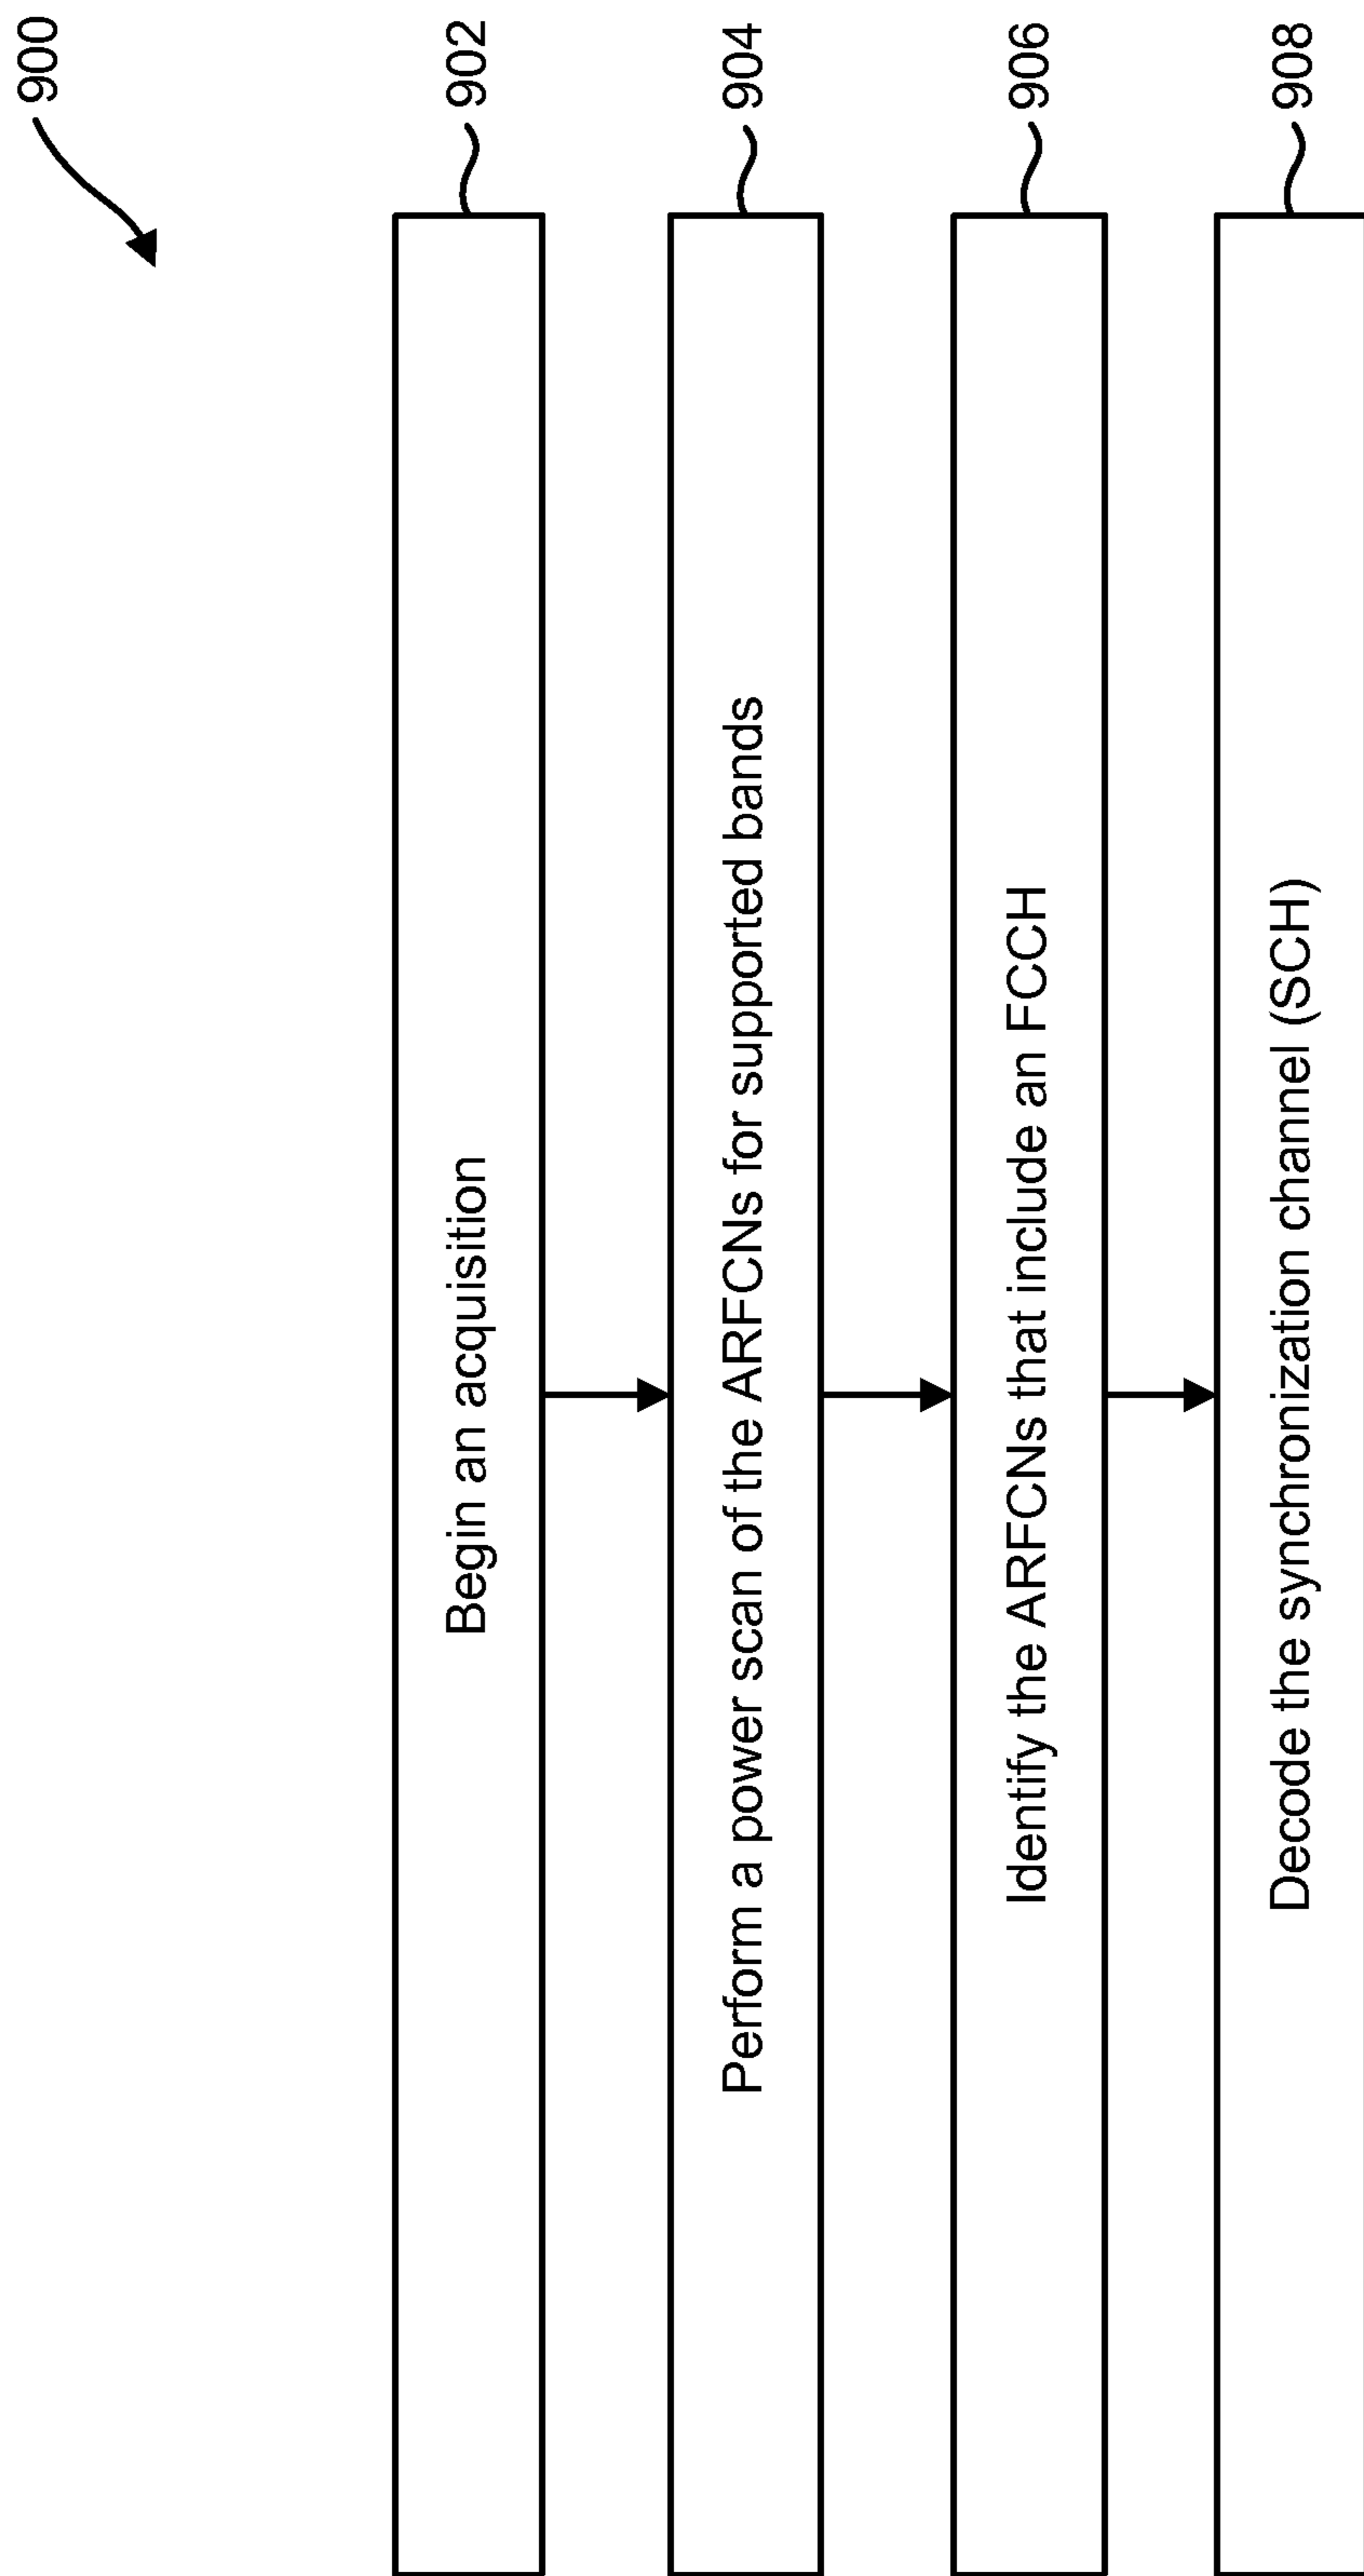 900
Begin an acquisition
902
Perform a power scan of the ARFCNs for supported bands
904
Identify the ARFCNs that include an FCCH
906
Decode the synchronization channel (SCH)
908